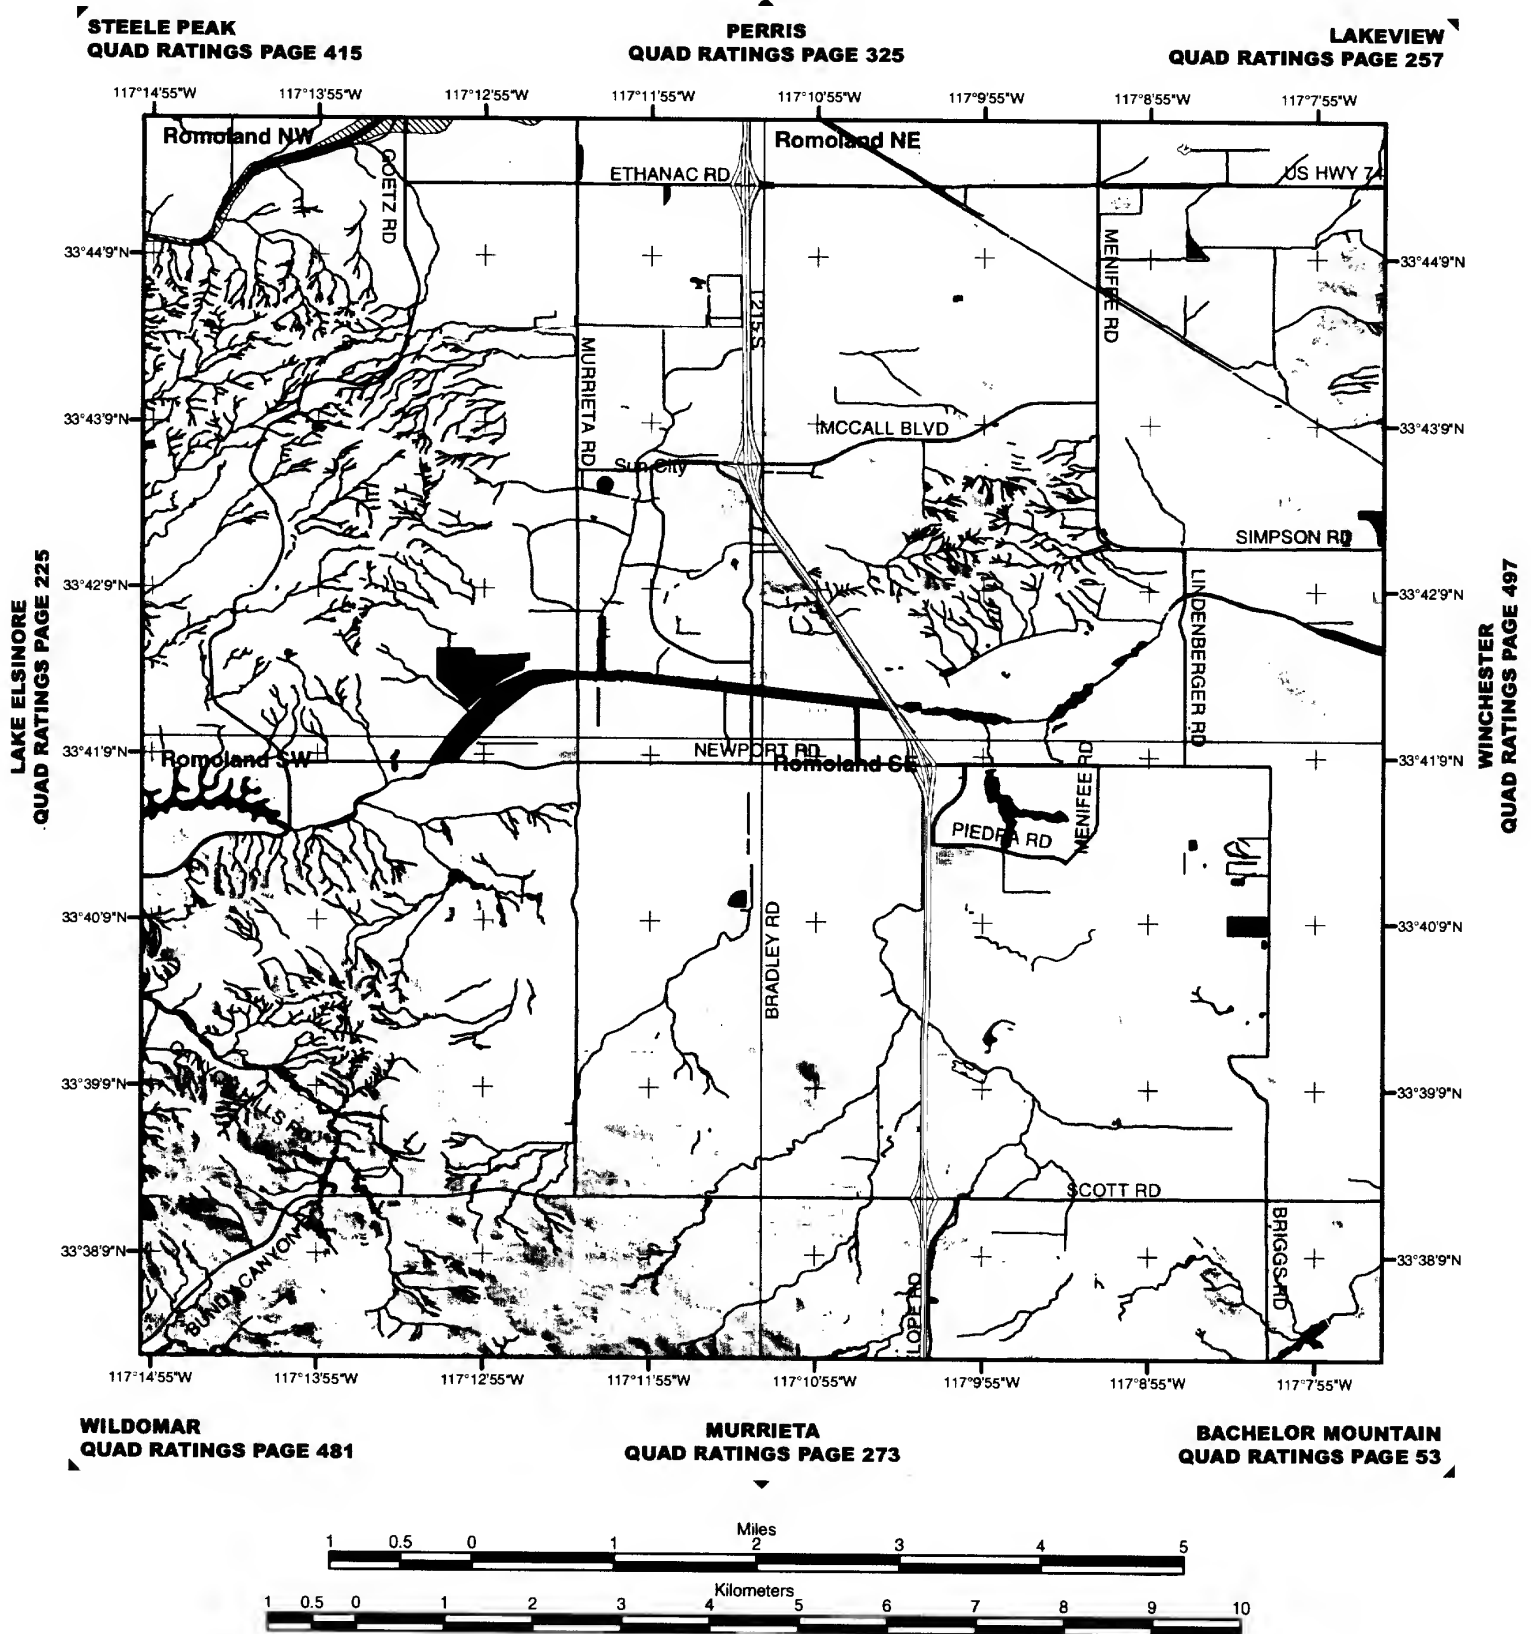 STEELE PEAK
QUAD RATINGS PAGE 415
PERRIS
QUAD RATINGS PAGE 325
LAKEVIEW
QUAD RATINGS PAGE 257
117°14'55"W
117°13'55"W
117°12'55"W
117°11'55"W
117°10'55"W
117°9'55"W
117°8'55"W
117°7'55"W
Romoland NW
Romoland NE
GOETZ RD
ETHANAC RD
US HWY 74
33°44'9"N
33°44'9"N
MENIFEE RD
I 215 S
MURRIETA RD
33°43'9"N
MCCALL BLVD
33°43'9"N
Sun City
SIMPSON RD
LAKE ELSINORE
QUAD RATINGS PAGE 225
33°42'9"N
33°42'9"N
LINDENBERGER RD
WINCHESTER
QUAD RATINGS PAGE 497
33°41'9"N
NEWPORT RD
Romoland SW
Romoland SE
33°41'9"N
MENIFEE RD
PIEDRA RD
33°40'9"N
33°40'9"N
BRADLEY RD
33°39'9"N
33°39'9"N
CANYON HILLS RD
SCOTT RD
33°38'9"N
33°38'9"N
BUNDY CANYON RD
BRIGGS RD
117°14'55"W
117°13'55"W
117°12'55"W
117°11'55"W
117°10'55"W
117°9'55"W
117°8'55"W
117°7'55"W
WILDOMAR
QUAD RATINGS PAGE 481
MURRIETA
QUAD RATINGS PAGE 273
BACHELOR MOUNTAIN
QUAD RATINGS PAGE 53
Miles
1 0.5 0 1 2 3 4 5
Kilometers
1 0.5 0 1 2 3 4 5 6 7 8 9 10